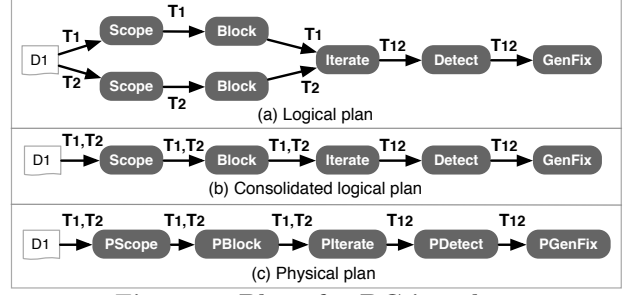 T1 Scope T1 Block T1
D1 Iterate T12 Detect T12 GenFix
T2 Scope T2 Block T2
(a) Logical plan
D1 T1,T2 Scope T1,T2 Block T1,T2 Iterate T12 Detect T12 GenFix
(b) Consolidated logical plan
D1 T1,T2 PScope T1,T2 PBlock T1,T2 PIterate T12 PDetect T12 PGenFix
(c) Physical plan